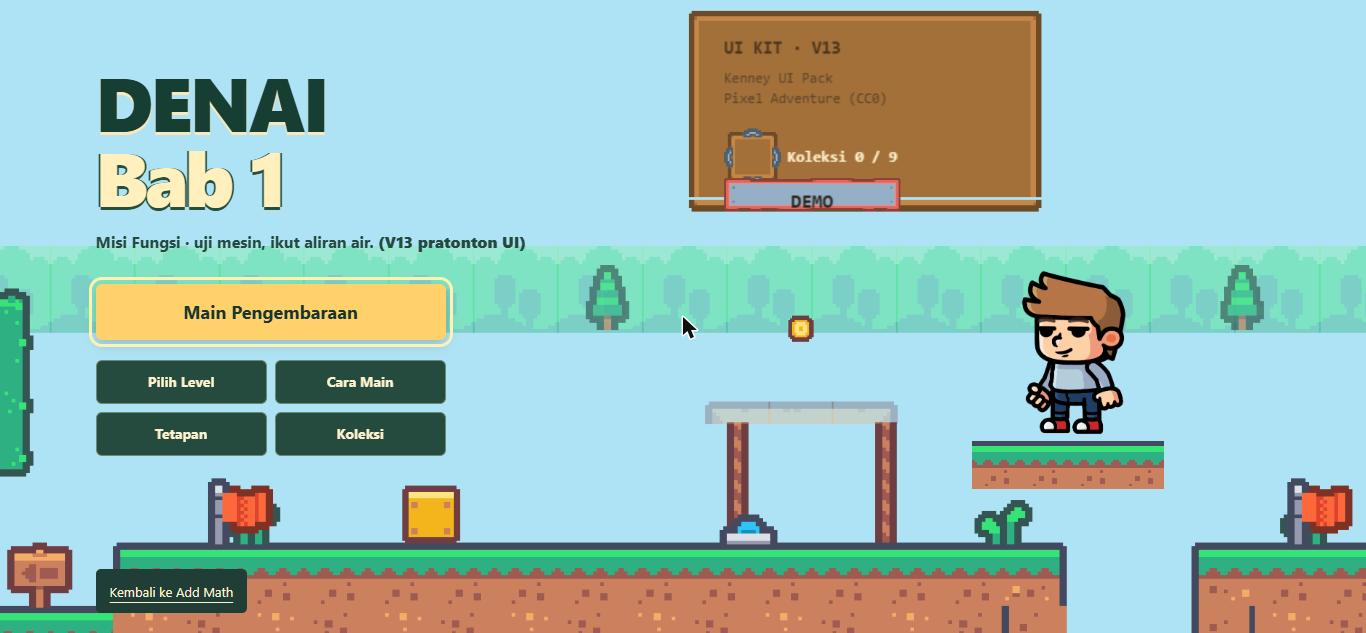 DENAI
Bab 1
Misi Fungsi · uji mesin, ikut aliran air. (V13 pratonton UI)
Main Pengembaraan
Pilih Level
Cara Main
Tetapan
Koleksi
Kembali ke Add Math
UI KIT · V13
Kenney UI Pack
Pixel Adventure (CC0)
Koleksi 0 / 9
DEMO